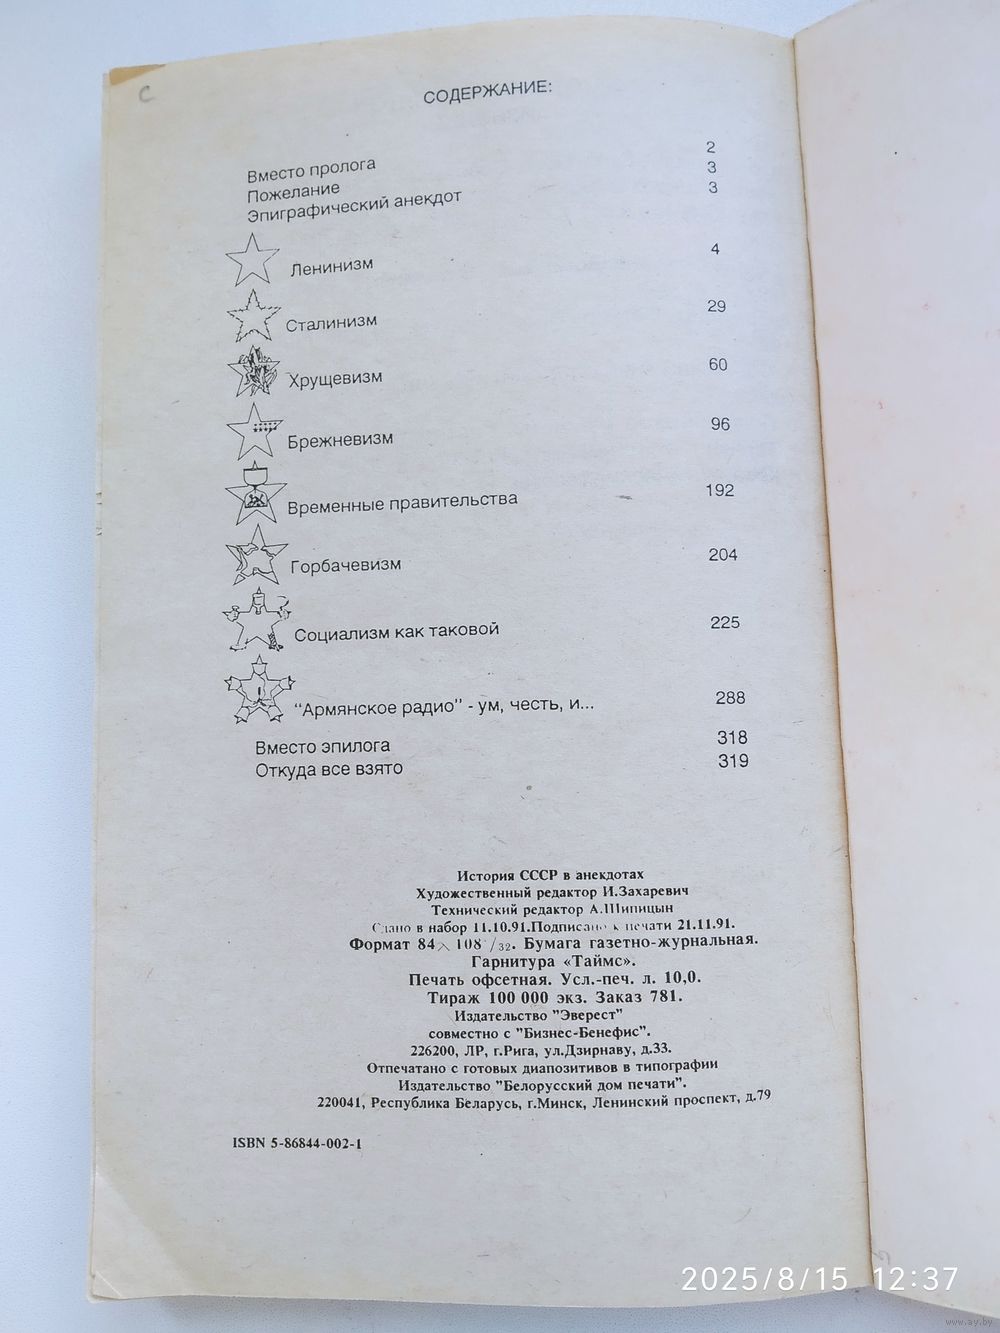 С
СОДЕРЖАНИЕ:
Вместо пролога 2
Пожелание 3
Эпиграфический анекдот 3
Ленинизм 4
Сталинизм 29
Хрущевизм 60
Брежневизм 96
Временные правительства 192
Горбачевизм 204
Социализм как таковой 225
"Армянское радио" - ум, честь, и... 288
Вместо эпилога 318
Откуда все взято 319
История СССР в анекдотах
Художественный редактор И.Захаревич
Технический редактор А.Шипицын
Сдано в набор 11.10.91.Подписано к печати 21.11.91.
Формат 84×108 /32. Бумага газетно-журнальная.
Гарнитура «Таймс».
Печать офсетная. Усл.-печ. л. 10,0.
Тираж 100 000 экз. Заказ 781.
Издательство "Эверест"
совместно с "Бизнес-Бенефис".
226200, ЛР, г.Рига, ул.Дзирнаву, д.33.
Отпечатано с готовых диапозитивов в типографии
Издательство "Белорусский дом печати".
220041, Республика Беларусь, г.Минск, Ленинский проспект, д.79
ISBN 5-86844-002-1
2025/8/15 12:37
www.ay.by